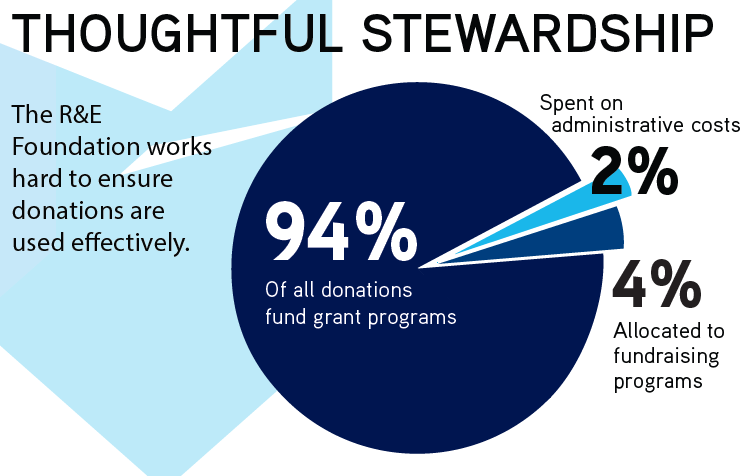 THOUGHTFUL STEWARDSHIP
The R&E
Foundation works
hard to ensure
donations are
used effectively.
94%
Of all donations
fund grant programs
Spent on
administrative costs
2%
4%
Allocated to
fundraising
programs